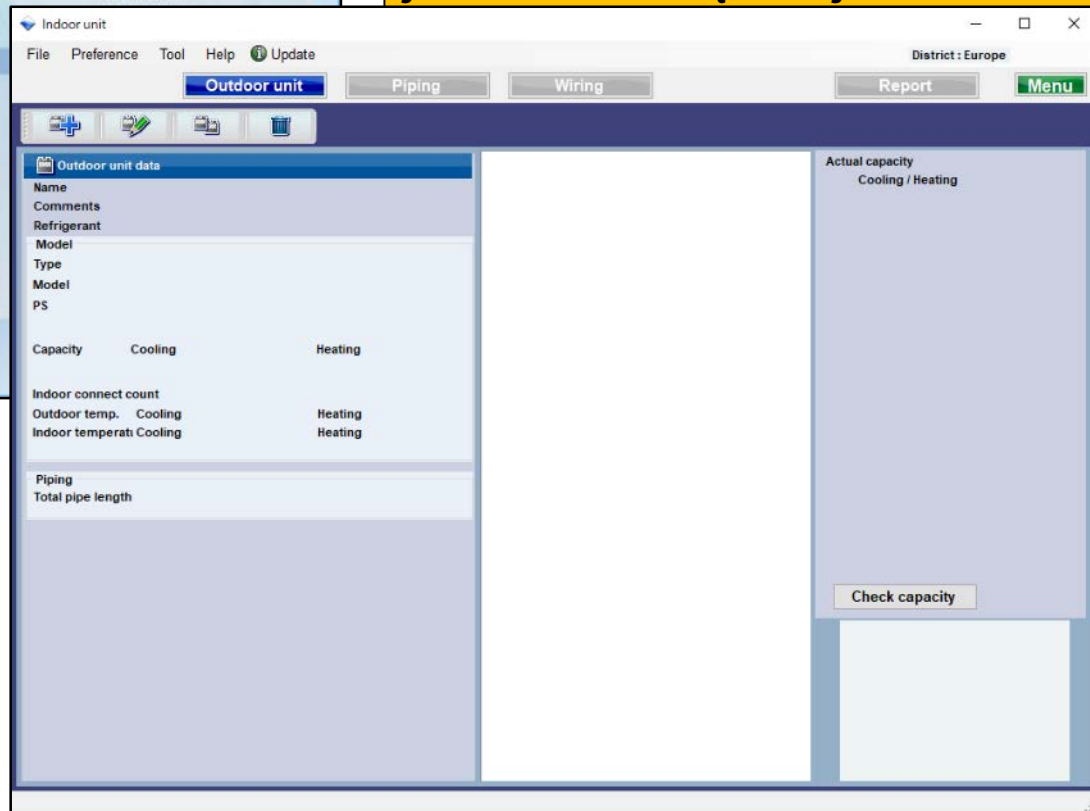 Indoor unit
File Preference Tool Help Update District : Europe
Outdoor unit Piping Wiring Report Menu
Outdoor unit data
Name
Comments
Refrigerant
Model
Type
Model
PS
Capacity Cooling Heating
Indoor connect count
Outdoor temp. Cooling Heating
Indoor temperatu Cooling Heating
Piping
Total pipe length
Actual capacity
Cooling / Heating
Check capacity